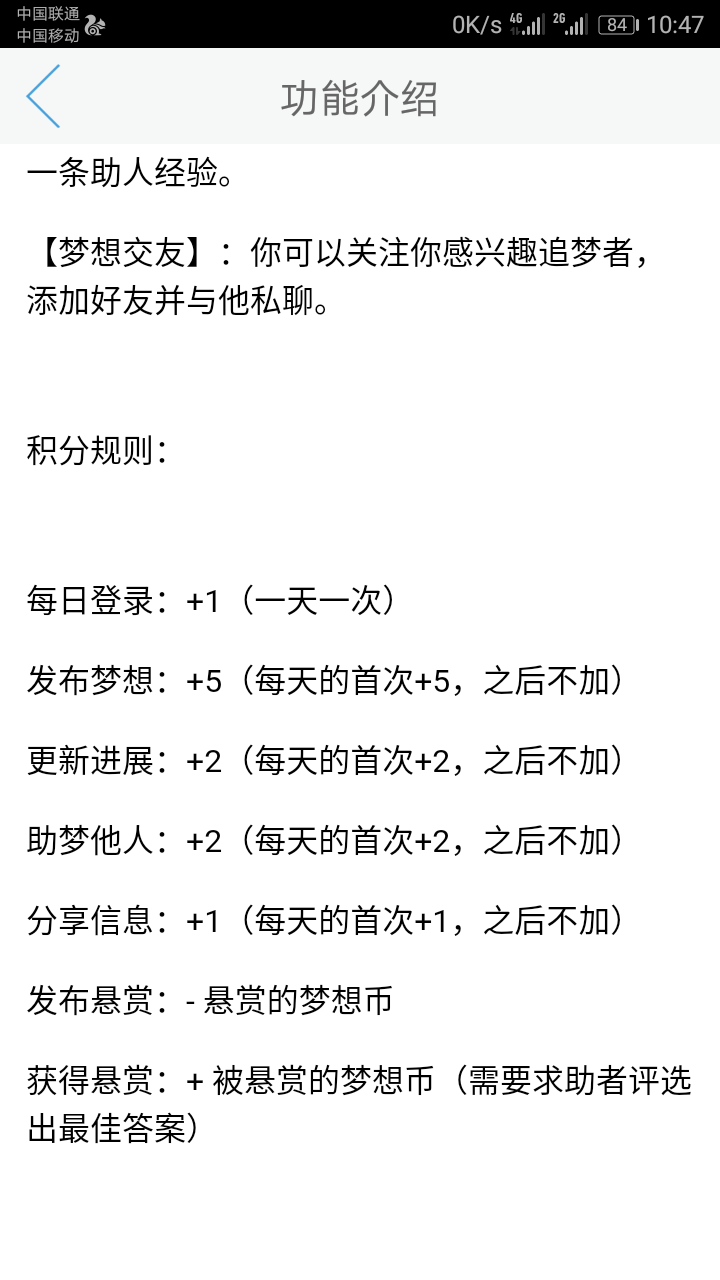 中国联通
中国移动
0K/s 4G 2G 84 10:47
功能介绍
一条助人经验。
【梦想交友】：你可以关注你感兴趣追梦者，
添加好友并与他私聊。
积分规则：
每日登录：+1（一天一次）
发布梦想：+5（每天的首次+5，之后不加）
更新进展：+2（每天的首次+2，之后不加）
助梦他人：+2（每天的首次+2，之后不加）
分享信息：+1（每天的首次+1，之后不加）
发布悬赏：- 悬赏的梦想币
获得悬赏：+ 被悬赏的梦想币（需要求助者评选
出最佳答案）